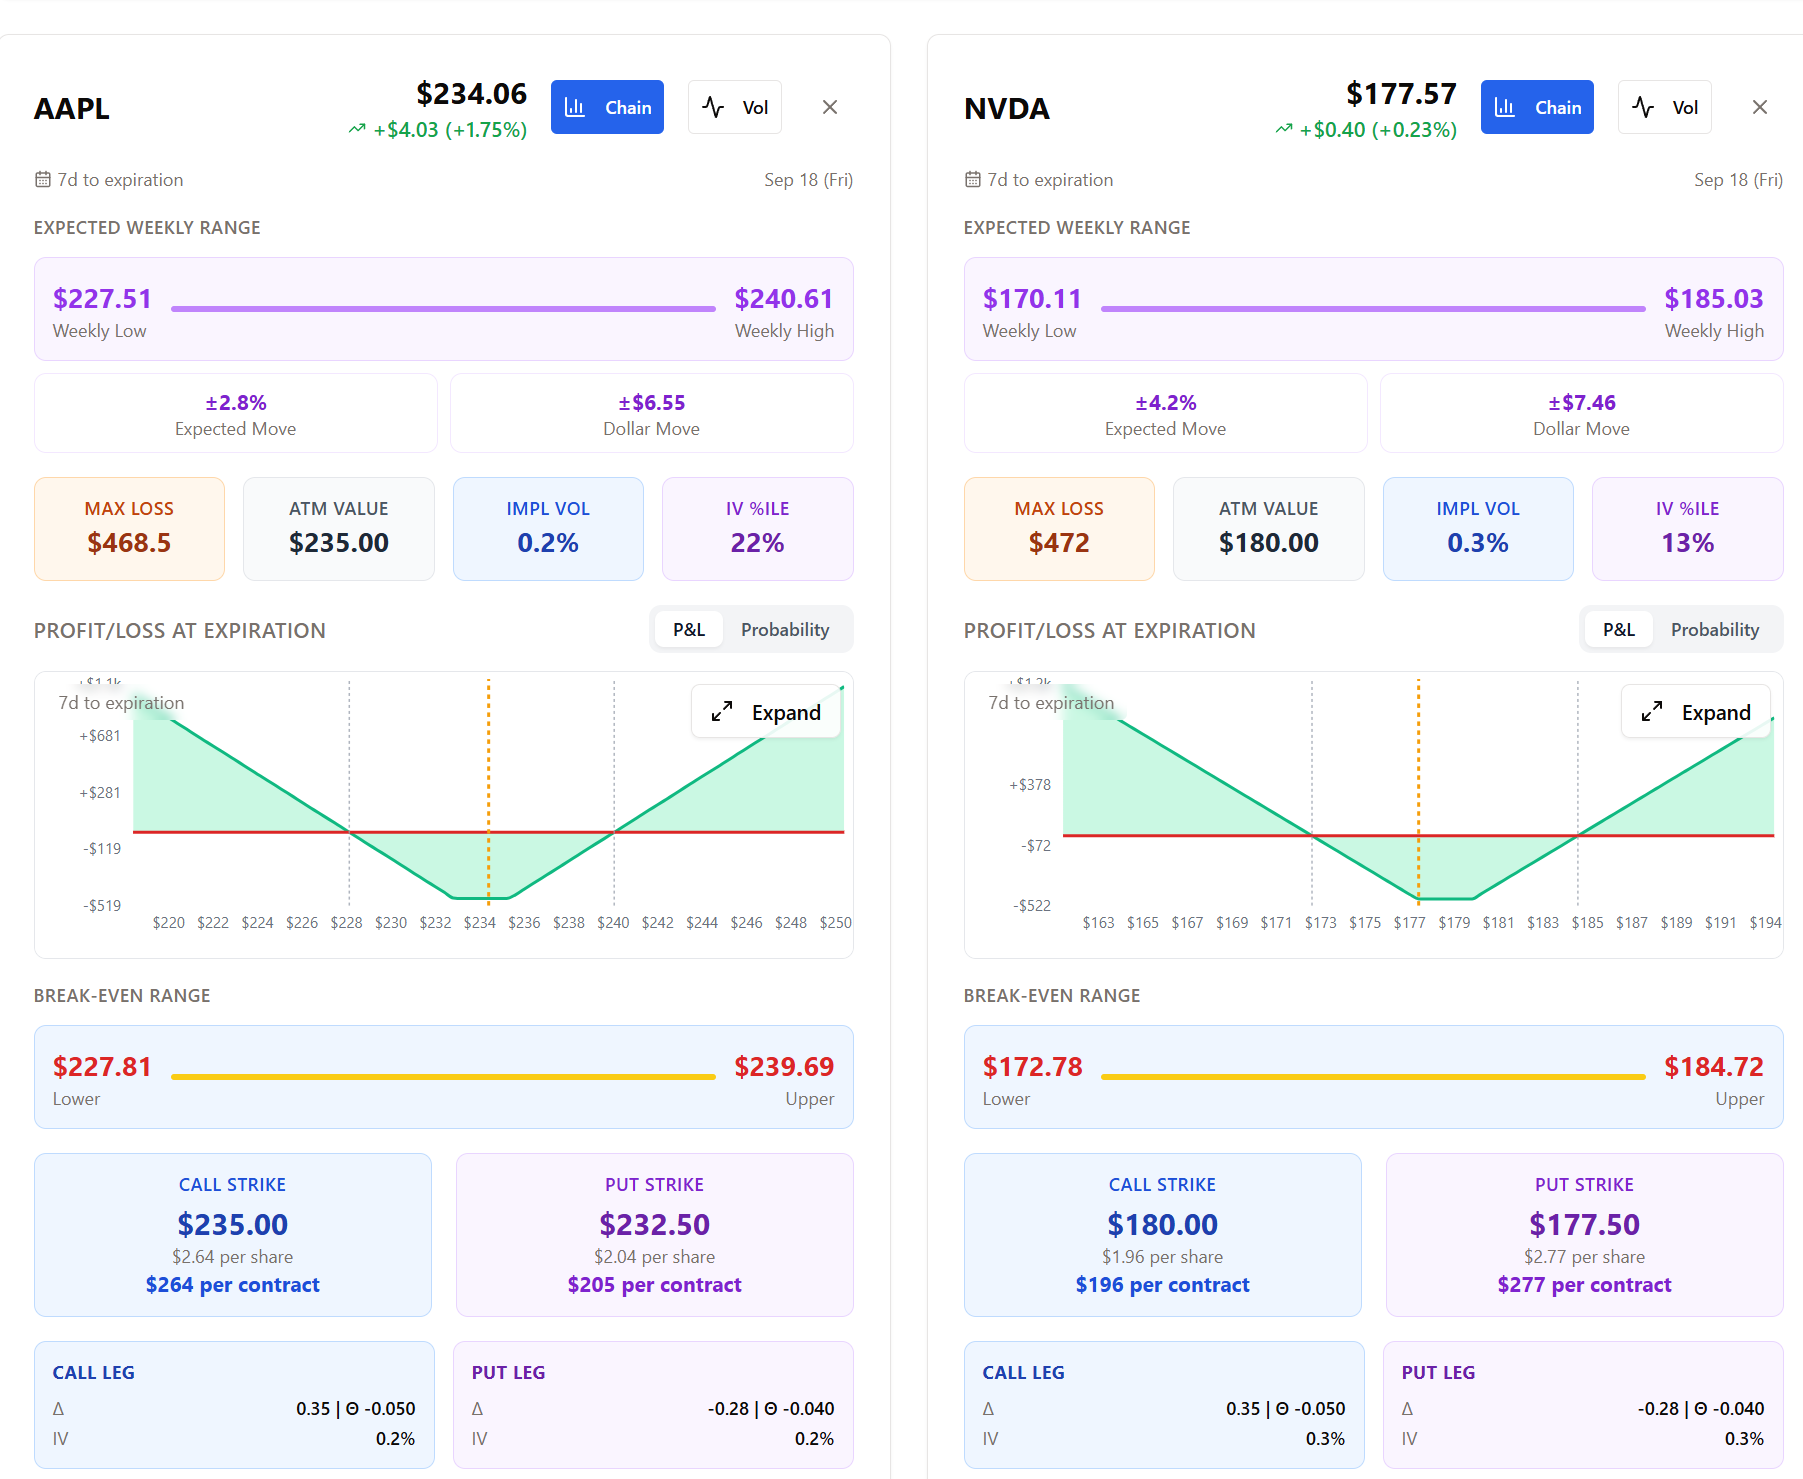 AAPL
$234.06
+$4.03 (+1.75%)
Chain
Vol
7d to expiration
Sep 18 (Fri)
EXPECTED WEEKLY RANGE
$227.51
$240.61
Weekly Low
Weekly High
±2.8%
Expected Move
±$6.55
Dollar Move
MAX LOSS
$468.5
ATM VALUE
$235.00
IMPL VOL
0.2%
IV %ILE
22%
PROFIT/LOSS AT EXPIRATION
P&L
Probability
+$1.1k
7d to expiration
Expand
+$681
+$281
-$119
-$519
$220 $222 $224 $226 $228 $230 $232 $234 $236 $238 $240 $242 $244 $246 $248 $250
BREAK-EVEN RANGE
$227.81
$239.69
Lower
Upper
CALL STRIKE
$235.00
$2.64 per share
$264 per contract
PUT STRIKE
$232.50
$2.04 per share
$205 per contract
CALL LEG
Δ 0.35 | Θ -0.050
IV 0.2%
PUT LEG
Δ -0.28 | Θ -0.040
IV 0.2%
NVDA
$177.57
+$0.40 (+0.23%)
Chain
Vol
7d to expiration
Sep 18 (Fri)
EXPECTED WEEKLY RANGE
$170.11
$185.03
Weekly Low
Weekly High
±4.2%
Expected Move
±$7.46
Dollar Move
MAX LOSS
$472
ATM VALUE
$180.00
IMPL VOL
0.3%
IV %ILE
13%
PROFIT/LOSS AT EXPIRATION
P&L
Probability
+$1.2k
7d to expiration
Expand
+$378
-$72
-$522
$163 $165 $167 $169 $171 $173 $175 $177 $179 $181 $183 $185 $187 $189 $191 $194
BREAK-EVEN RANGE
$172.78
$184.72
Lower
Upper
CALL STRIKE
$180.00
$1.96 per share
$196 per contract
PUT STRIKE
$177.50
$2.77 per share
$277 per contract
CALL LEG
Δ 0.35 | Θ -0.050
IV 0.3%
PUT LEG
Δ -0.28 | Θ -0.040
IV 0.3%